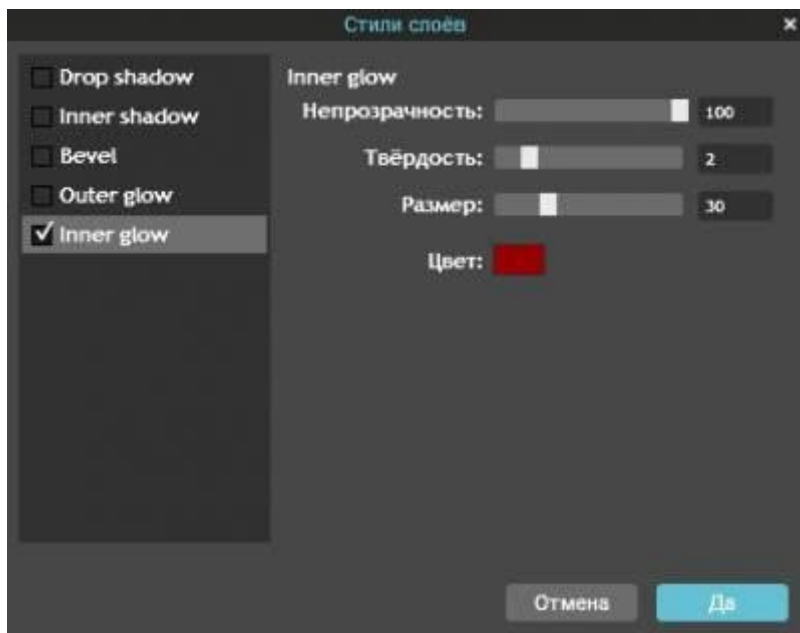 Стили слоёв
Drop shadow
Inner shadow
Bevel
Outer glow
Inner glow
Inner glow
Непрозрачность: 100
Твёрдость: 2
Размер: 30
Цвет:
Отмена
Да